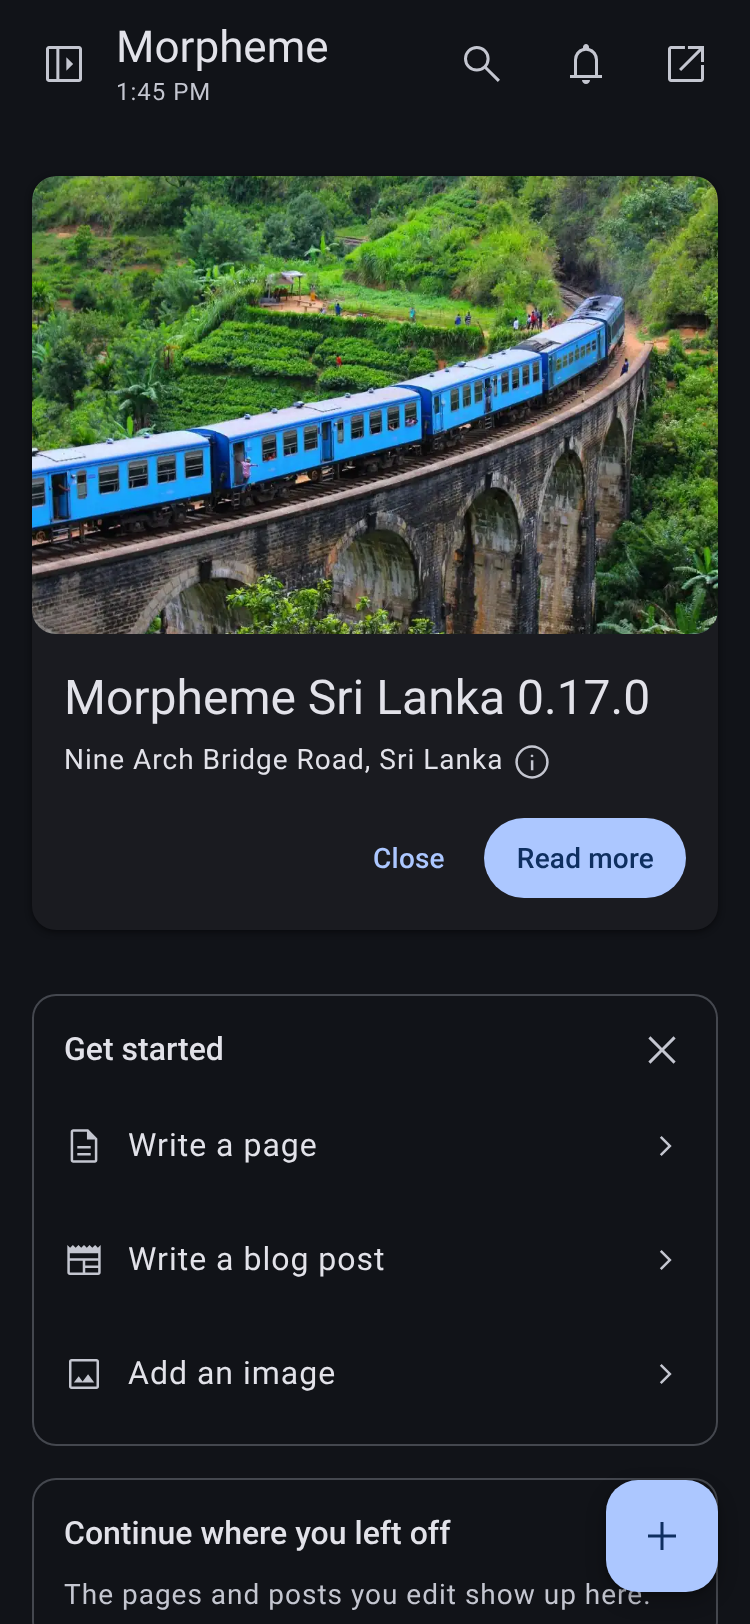 Morpheme
1:45 PM
Morpheme Sri Lanka 0.17.0
Nine Arch Bridge Road, Sri Lanka
Close
Read more
Get started
Write a page
Write a blog post
Add an image
Continue where you left off
The pages and posts you edit show up here.